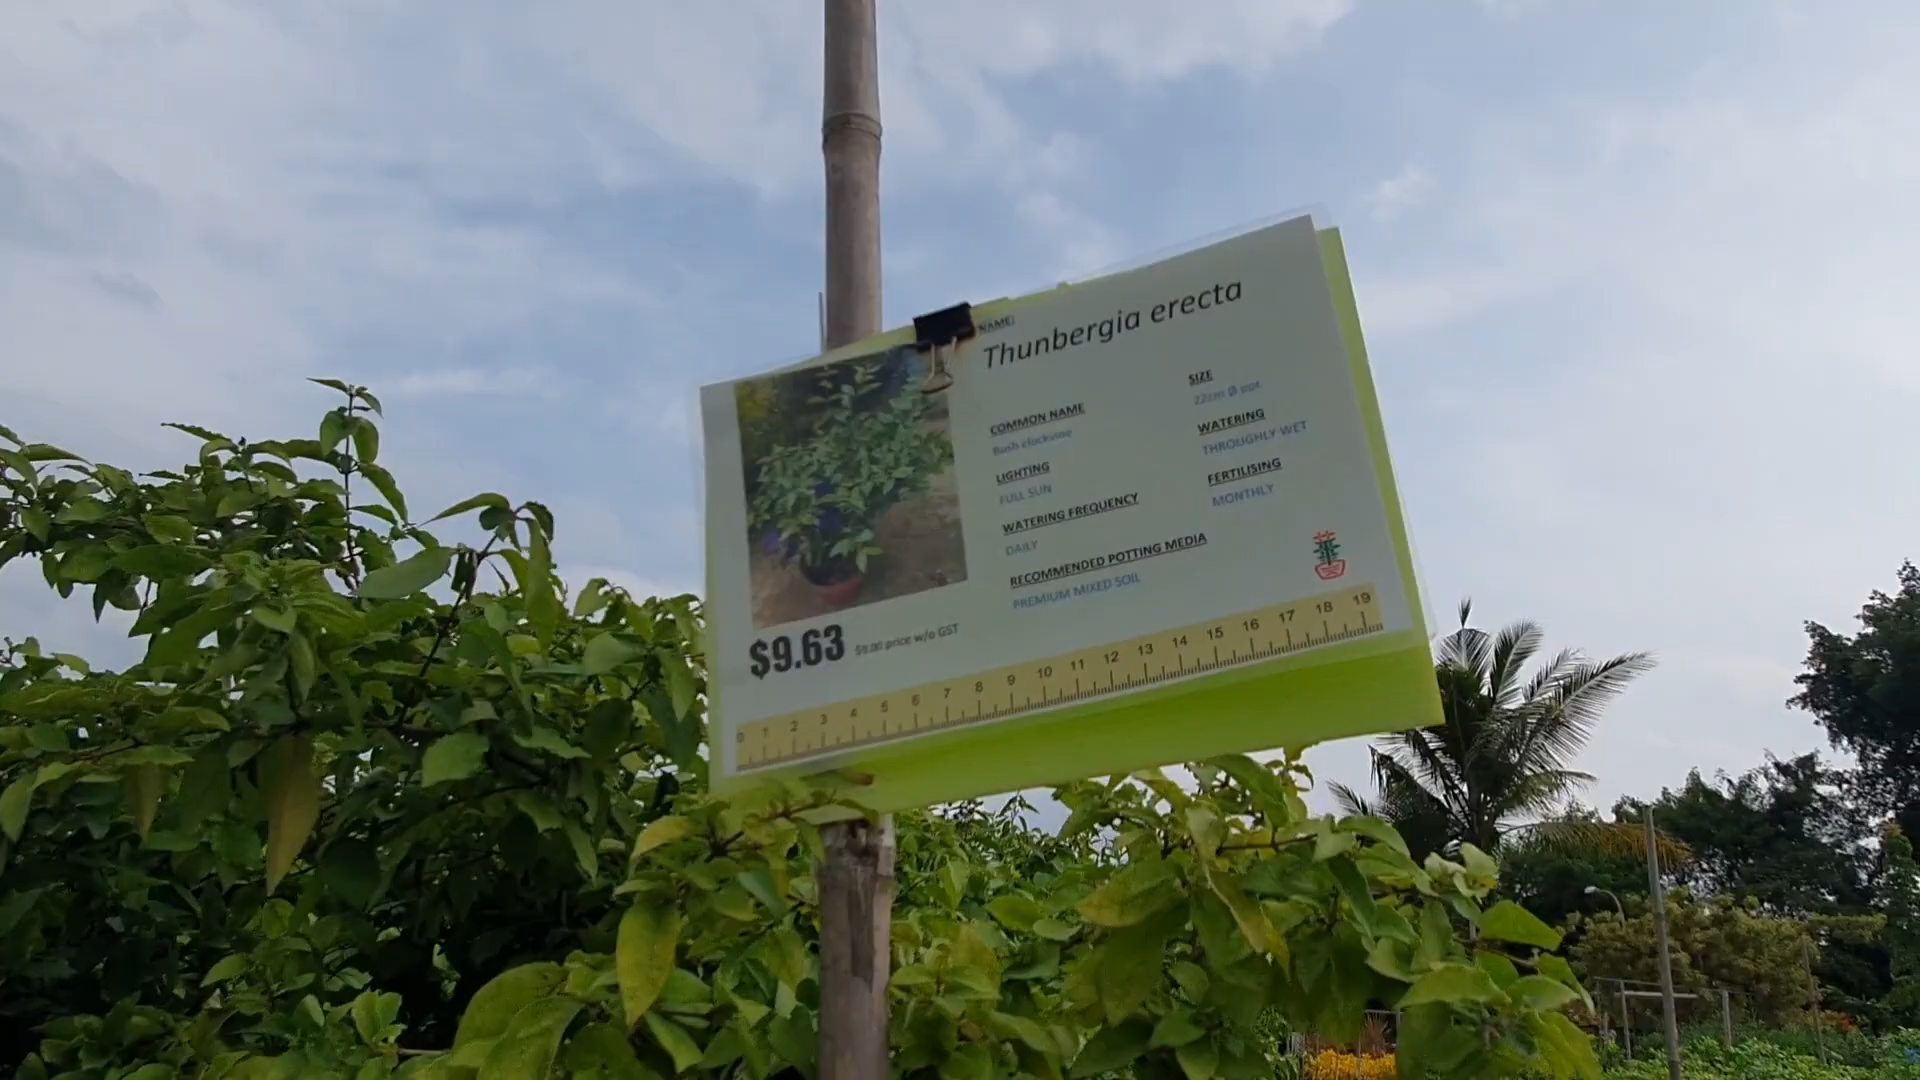 NAME:
Thunbergia erecta
COMMON NAME
Bush clockvine
LIGHTING
FULL SUN
WATERING FREQUENCY
DAILY
RECOMMENDED POTTING MEDIA
PREMIUM MIXED SOIL
SIZE
22cm Ø pot
WATERING
THROUGHLY WET
FERTILISING
MONTHLY
$9.63 $9.00 price w/o GST
0 1 2 3 4 5 6 7 8 9 10 11 12 13 14 15 16 17 18 19